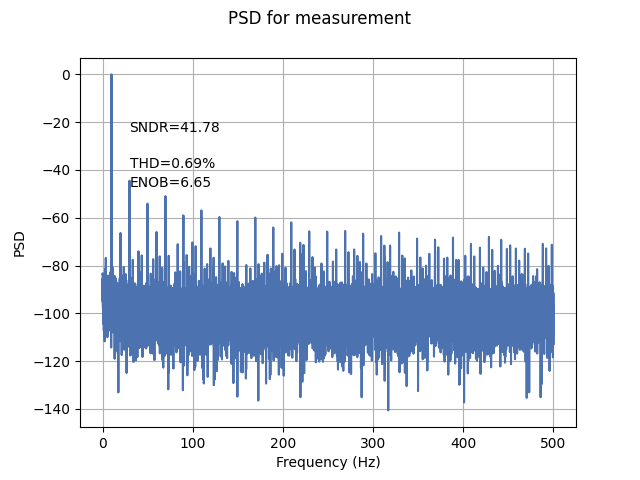 PSD for measurement
0
−20
−40
−60
−80
−100
−120
−140
PSD
SNDR=41.78
THD=0.69%
ENOB=6.65
0 100 200 300 400 500
Frequency (Hz)